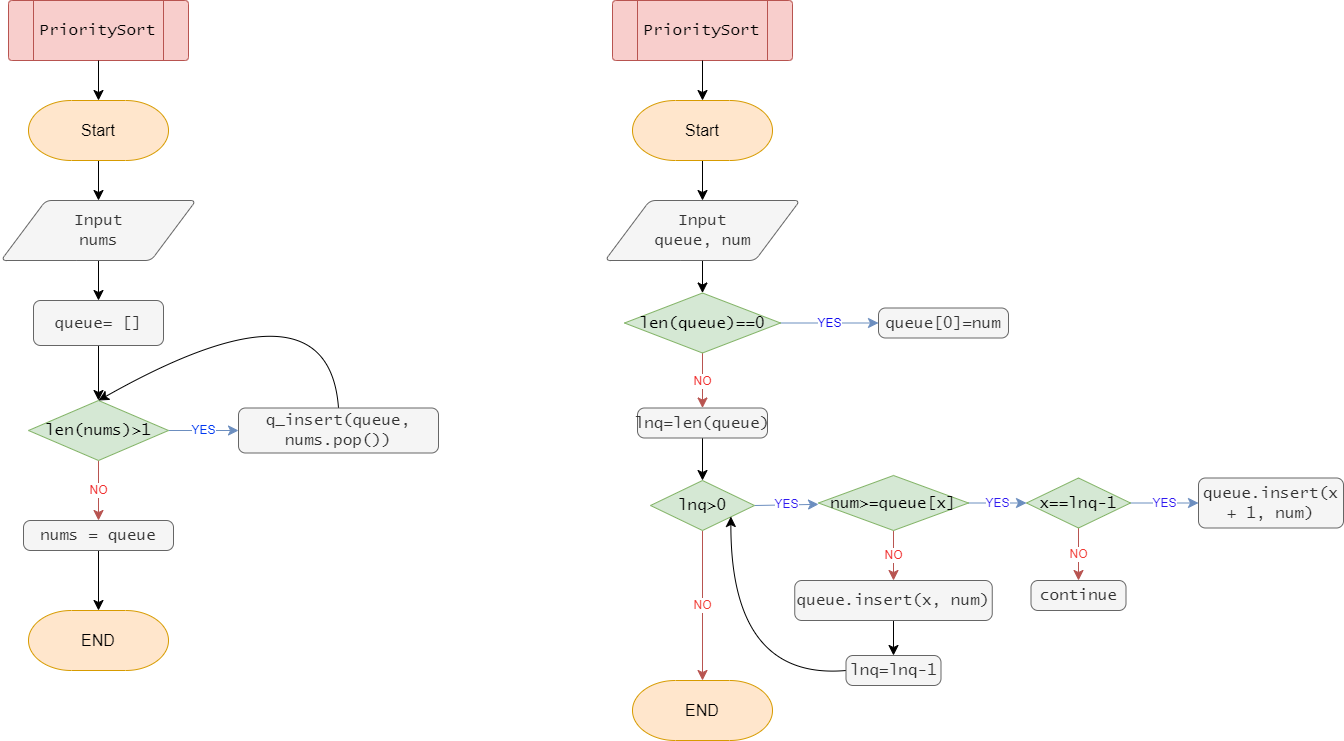 PrioritySort
Start
Input
nums
queue= []
len(nums)>1
YES
q_insert(queue,
nums.pop())
NO
nums = queue
END
PrioritySort
Start
Input
queue, num
len(queue)==0
YES
queue[0]=num
NO
lnq=len(queue)
lnq>0
YES
num>=queue[x]
YES
x==lnq-1
YES
queue.insert(x
+ 1, num)
NO
continue
NO
queue.insert(x, num)
lnq=lnq-1
NO
END